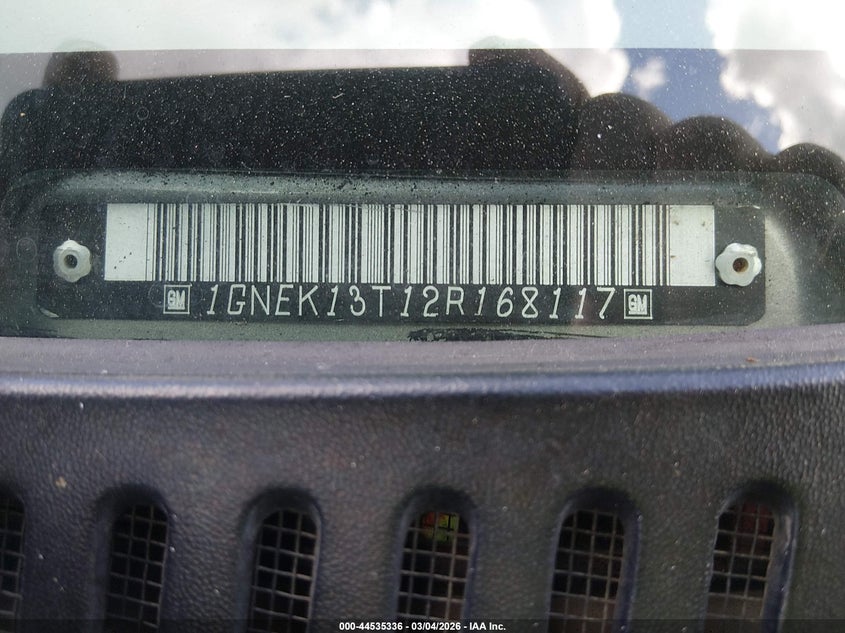 GM 1GNEK13T12R168117 GM
000-44535336 - 03/04/2026 - IAA Inc.